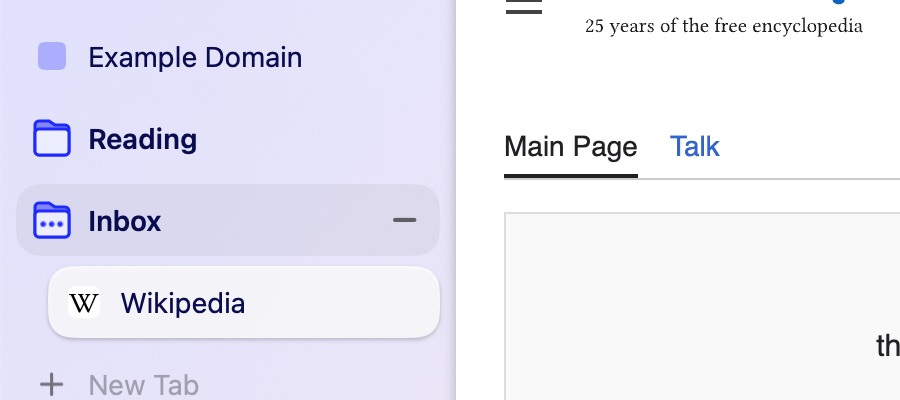 Example Domain
Reading
Inbox
W Wikipedia
New Tab
25 years of the free encyclopedia
Main Page Talk
th